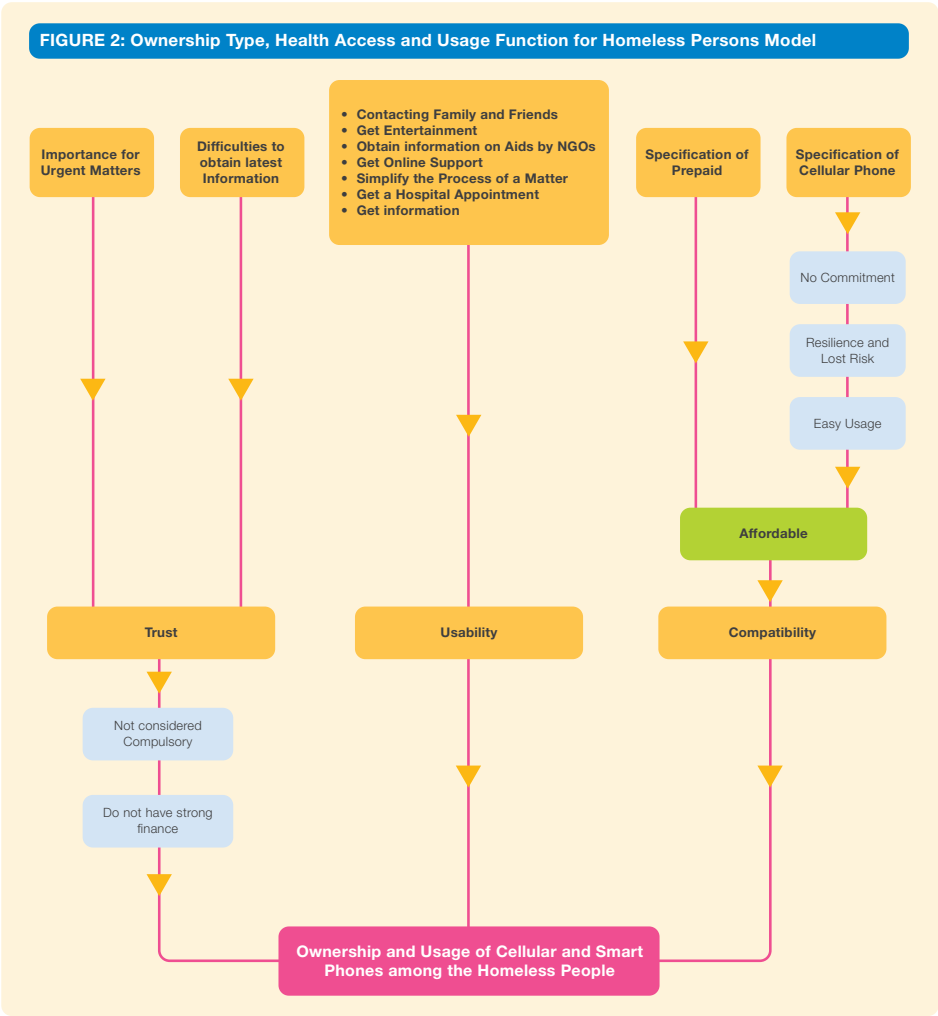 FIGURE 2: Ownership Type, Health Access and Usage Function for Homeless Persons Model
Importance for
Urgent Matters
Difficulties to
obtain latest
Information
• Contacting Family and Friends
• Get Entertainment
• Obtain information on Aids by NGOs
• Get Online Support
• Simplify the Process of a Matter
• Get a Hospital Appointment
• Get information
Specification of
Prepaid
Specification of
Cellular Phone
No Commitment
Resilience and
Lost Risk
Easy Usage
Affordable
Trust
Usability
Compatibility
Not considered
Compulsory
Do not have strong
finance
Ownership and Usage of Cellular and Smart
Phones among the Homeless People